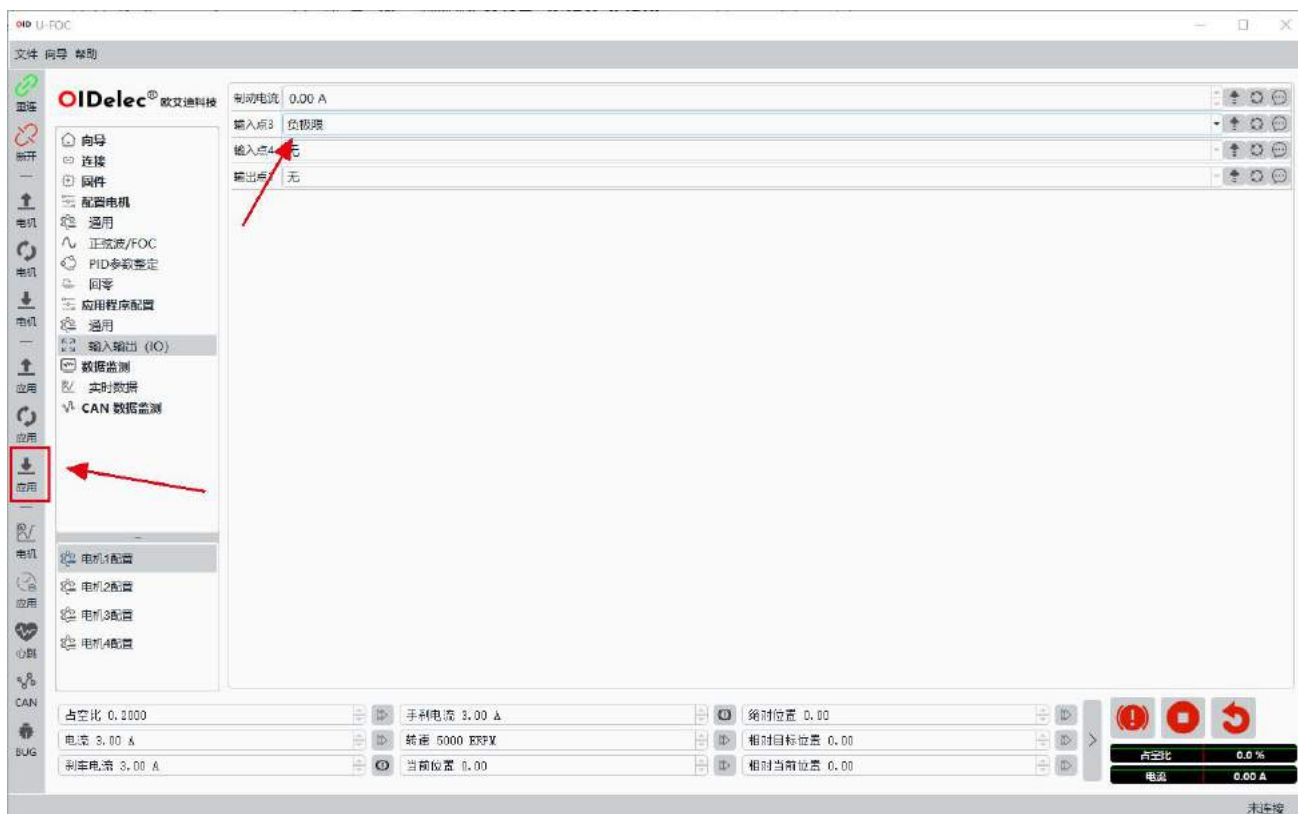 OID U-FOC
文件 向导 帮助
重连
断开
电机
电机
电机
应用
应用
应用
电机
应用
心跳
CAN
BUG
OIDelec® 欧艾迪科技
向导
连接
固件
配置电机
通用
正弦波/FOC
PID参数整定
回零
应用程序配置
通用
输入输出 (IO)
数据监测
实时数据
CAN 数据监测
电机1配置
电机2配置
电机3配置
电机4配置
制动电流 0.00 A
输入点3 负极限
输入点4 无
无
占空比 0.2000
手刹电流 3.00 A
绝对位置 0.00
电流 3.00 A
转速 5000 ERPM
相对目标位置 0.00
刹车电流 3.00 A
当前位置 0.00
相对当前位置 0.00
占空比 0.0 %
电流 0.00 A
未连接